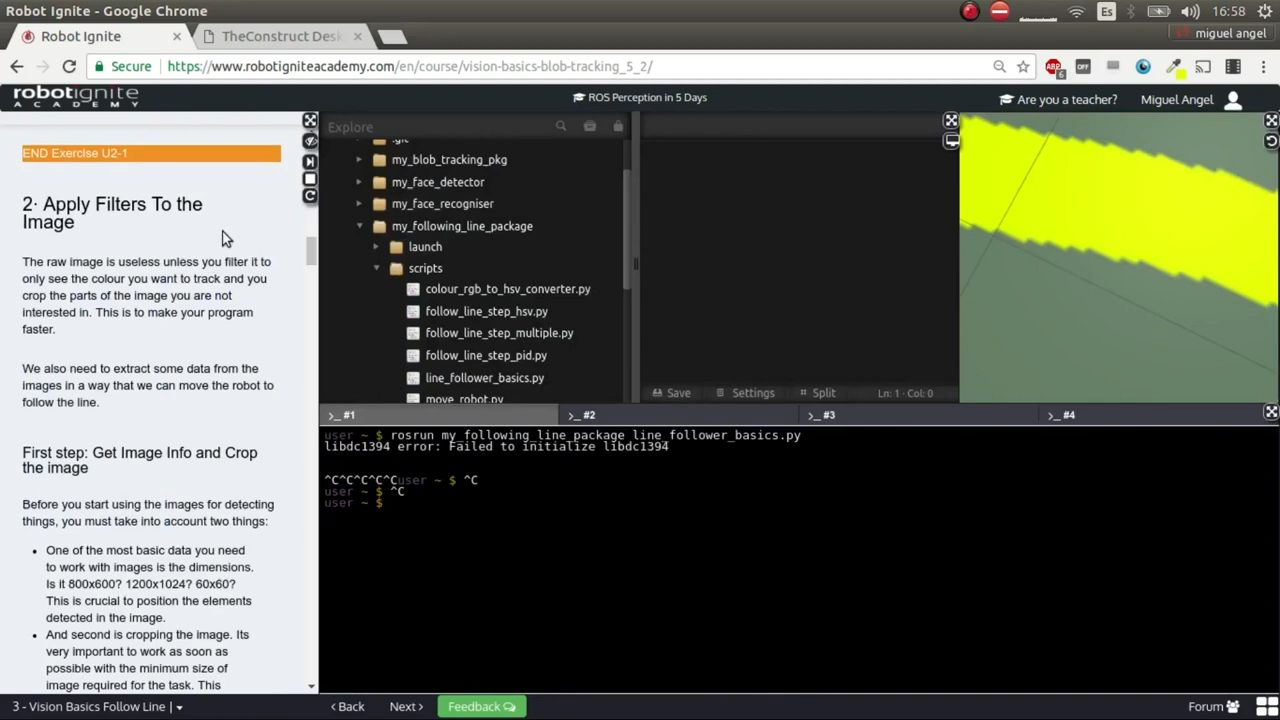 Robot Ignite - Google Chrome
Es
16:58
Robot Ignite
TheConstruct Desk
miguel angel
Secure
https://www.robotigniteacademy.com/en/course/vision-basics-blob-tracking_5_2/
ABP
6
OFF
robotignite
ACADEMY
ROS Perception in 5 Days
Are you a teacher?
Miguel Angel
END Exercise U2-1
2· Apply Filters To the
Image
The raw image is useless unless you filter it to
only see the colour you want to track and you
crop the parts of the image you are not
interested in. This is to make your program
faster.
We also need to extract some data from the
images in a way that we can move the robot to
follow the line.
First step: Get Image Info and Crop
the image
Before you start using the images for detecting
things, you must take into account two things:
One of the most basic data you need
to work with images is the dimensions.
Is it 800x600? 1200x1024? 60x60?
This is crucial to position the elements
detected in the image.
And second is cropping the image. Its
very important to work as soon as
possible with the minimum size of
image required for the task. This
Explore
.git
my_blob_tracking_pkg
my_face_detector
my_face_recogniser
my_following_line_package
launch
scripts
colour_rgb_to_hsv_converter.py
follow_line_step_hsv.py
follow_line_step_multiple.py
follow_line_step_pid.py
line_follower_basics.py
move_robot.py
Save
Settings
Split
Ln: 1 · Col: 0
>_ #1
>_ #2
>_ #3
>_ #4
user ~ $ rosrun my_following_line_package line_follower_basics.py
libdc1394 error: Failed to initialize libdc1394
^C^C^C^C^Cuser ~ $ ^C
user ~ $ ^C
user ~ $
3 - Vision Basics Follow Line |
Back
Next
Feedback
Forum